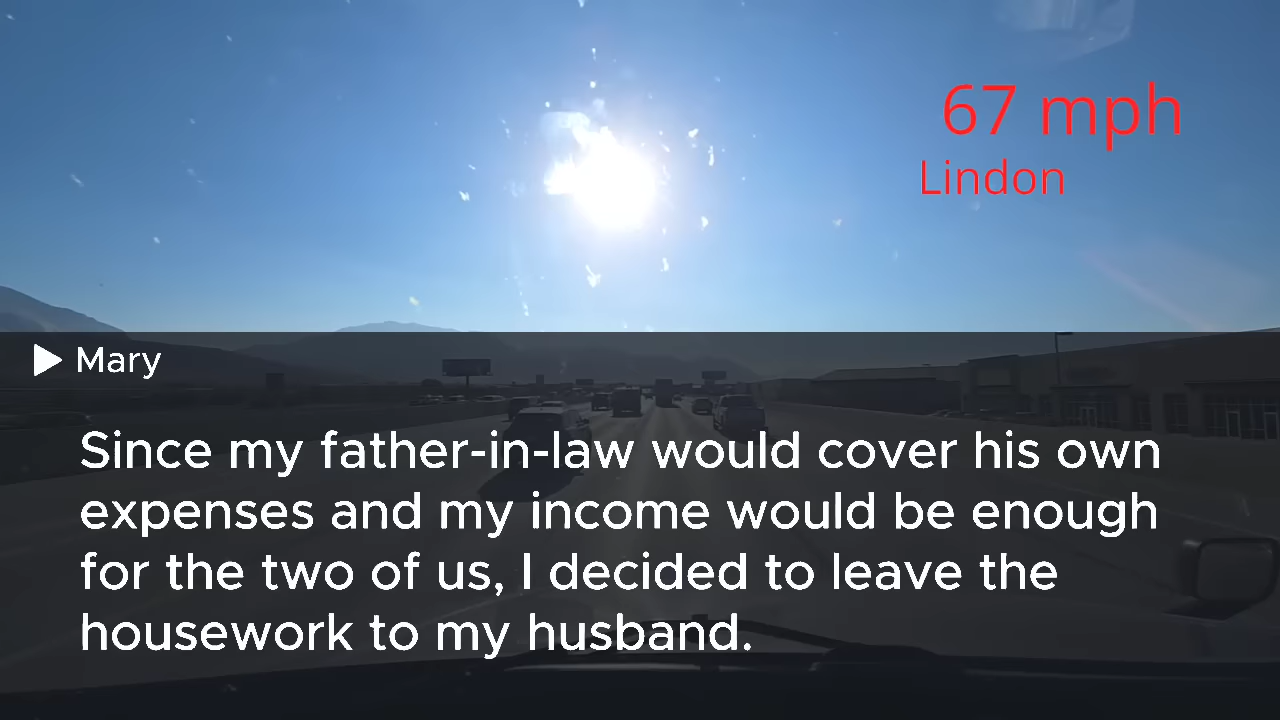 67 mph
Lindon
Mary
Since my father-in-law would cover his own
expenses and my income would be enough
for the two of us, I decided to leave the
housework to my husband.